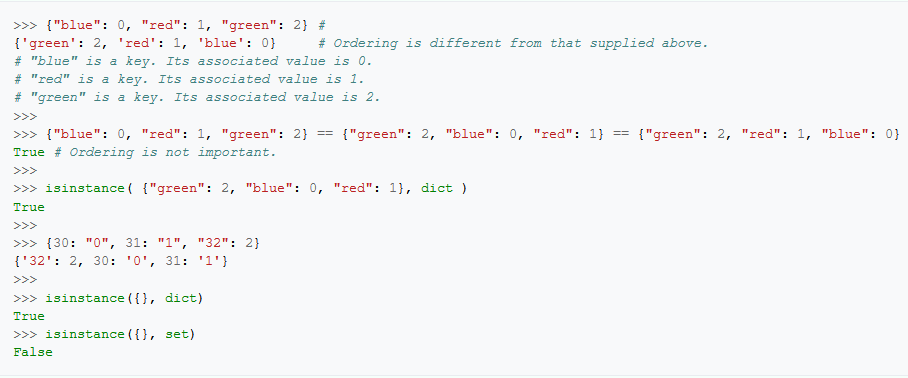 >>> {"blue": 0, "red": 1, "green": 2} #
{'green': 2, 'red': 1, 'blue': 0}     # Ordering is different from that supplied above.
# "blue" is a key. Its associated value is 0.
# "red" is a key. Its associated value is 1.
# "green" is a key. Its associated value is 2.
>>>
>>> {"blue": 0, "red": 1, "green": 2} == {"green": 2, "blue": 0, "red": 1} == {"green": 2, "red": 1, "blue": 0}
True # Ordering is not important.
>>>
>>> isinstance( {"green": 2, "blue": 0, "red": 1}, dict )
True
>>>
>>> {30: "0", 31: "1", "32": 2}
{'32': 2, 30: '0', 31: '1'}
>>>
>>> isinstance({}, dict)
True
>>> isinstance({}, set)
False